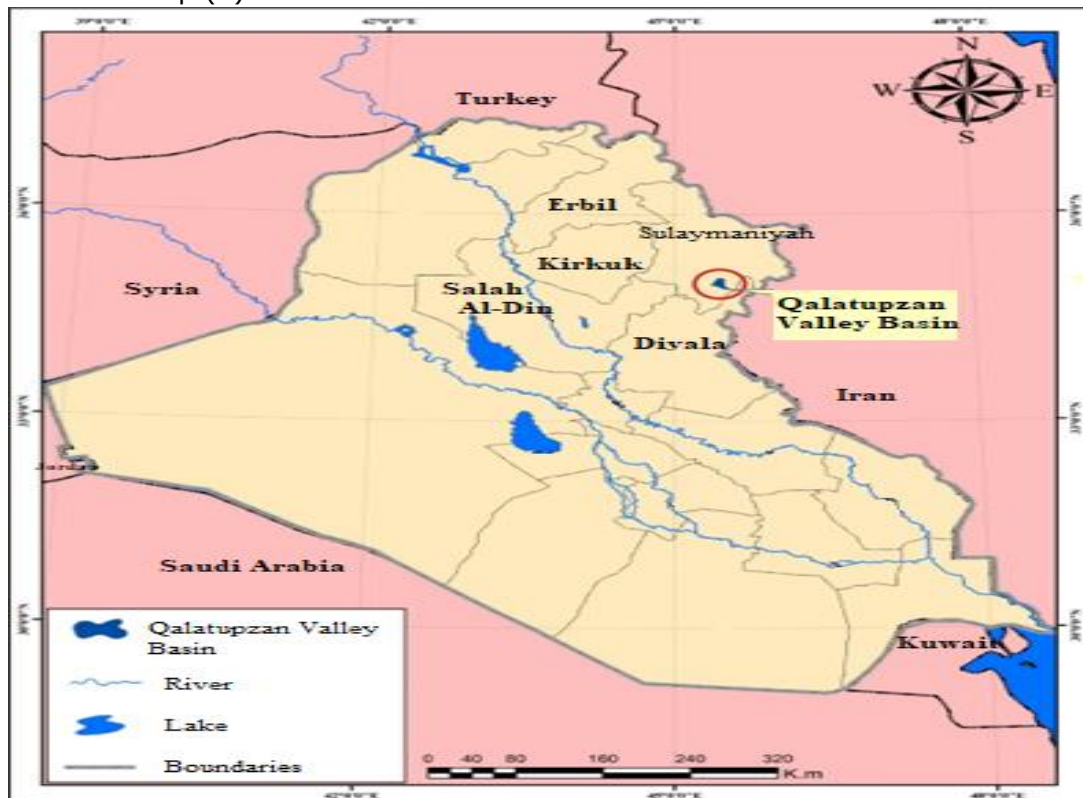 N
W E
S
Turkey
Erbil
Sulaymaniyah
Kirkuk
Syria
Salah
Al-Din
Qalatupzan
Valley Basin
Diyala
Iran
Jordan
Saudi Arabia
Kuwait
Qalatupzan Valley
Basin
River
Lake
Boundaries
0 40 80 160 240 320
K.m